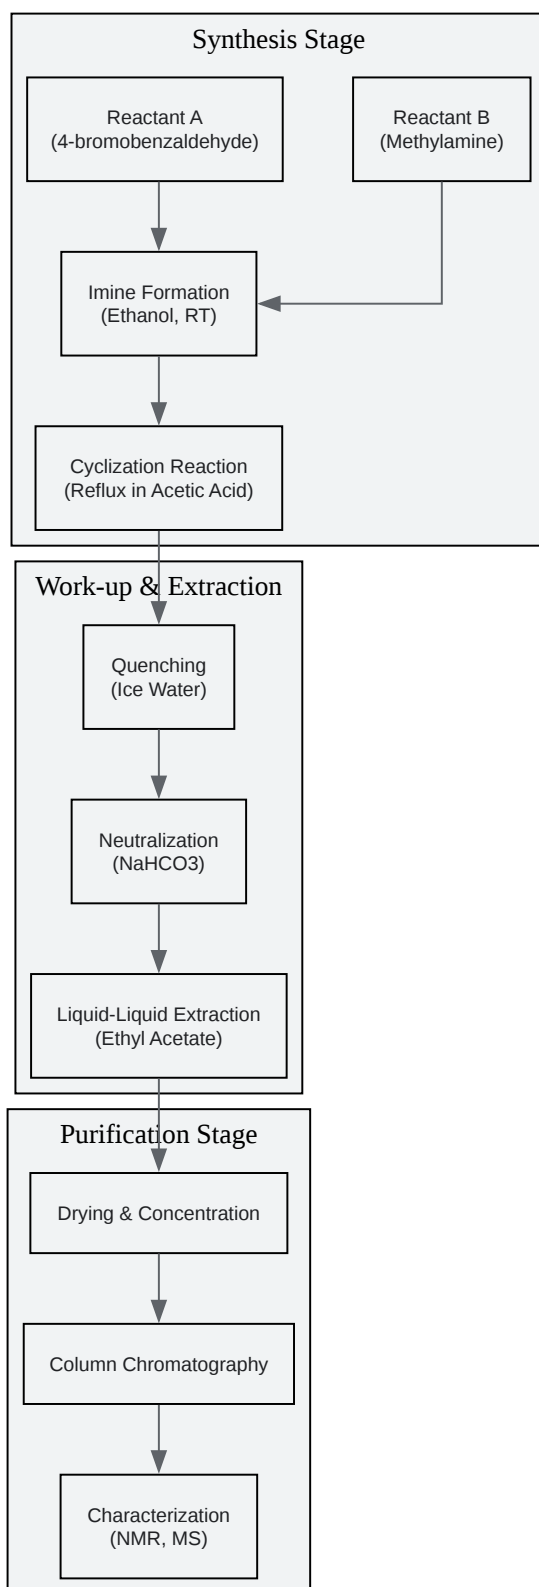 Synthesis Stage
Reactant A
(4-bromobenzaldehyde)
Reactant B
(Methylamine)
Imine Formation
(Ethanol, RT)
Cyclization Reaction
(Reflux in Acetic Acid)
Work-up & Extraction
Quenching
(Ice Water)
Neutralization
(NaHCO3)
Liquid-Liquid Extraction
(Ethyl Acetate)
Purification Stage
Drying & Concentration
Column Chromatography
Characterization
(NMR, MS)